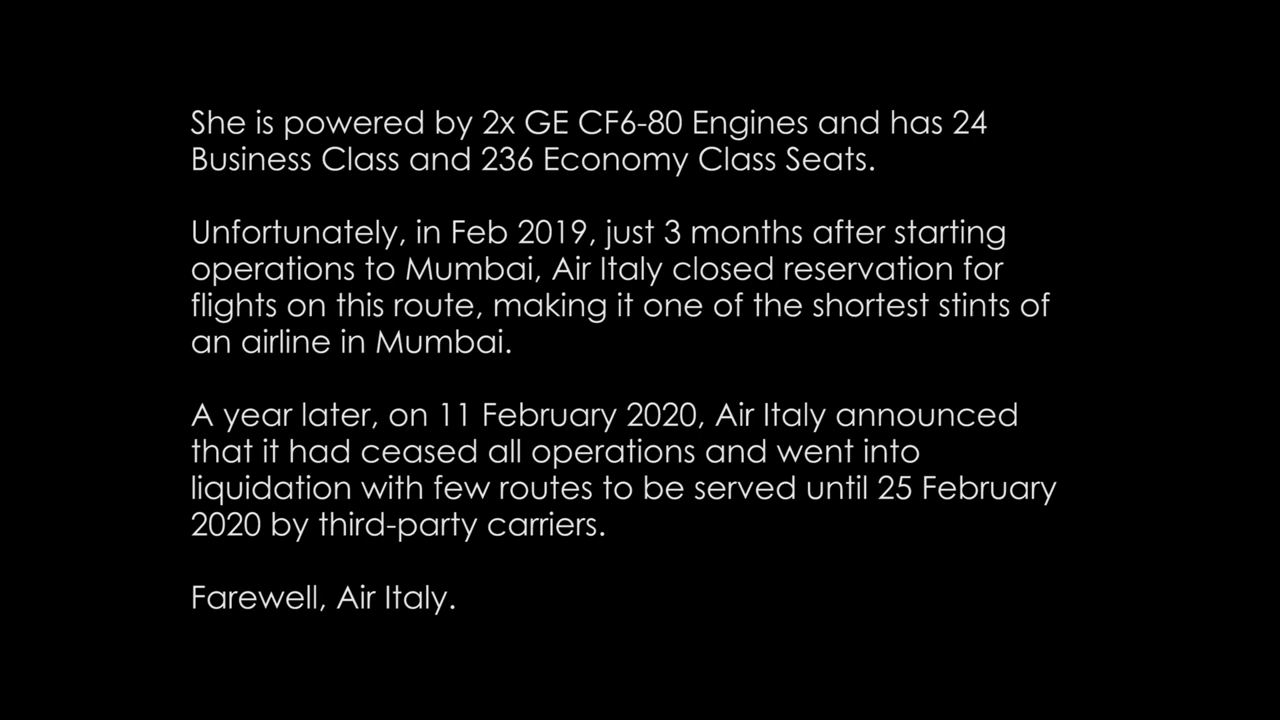 She is powered by 2x GE CF6-80 Engines and has 24
Business Class and 236 Economy Class Seats.
Unfortunately, in Feb 2019, just 3 months after starting
operations to Mumbai, Air Italy closed reservation for
flights on this route, making it one of the shortest stints of
an airline in Mumbai.
A year later, on 11 February 2020, Air Italy announced
that it had ceased all operations and went into
liquidation with few routes to be served until 25 February
2020 by third-party carriers.
Farewell, Air Italy.